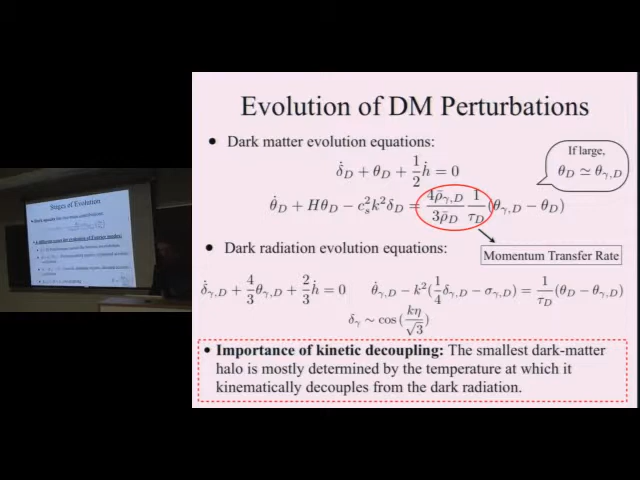 Evolution of DM Perturbations
• Dark matter evolution equations:
If large,
θ_D ≃ θ_{γ,D}
δ̇_D + θ_D + 1/2 ḣ = 0
θ̇_D + Hθ_D − c_s^2 k^2 δ_D = (4ρ̄_{γ,D} / 3ρ̄_D) (1/τ_D) (θ_{γ,D} − θ_D)
Momentum Transfer Rate
• Dark radiation evolution equations:
δ̇_{γ,D} + 4/3 θ_{γ,D} + 2/3 ḣ = 0 θ̇_{γ,D} − k^2(1/4 δ_{γ,D} − σ_{γ,D}) = 1/τ_D (θ_D − θ_{γ,D})
δ_γ ∼ cos (kη/√3)
• Importance of kinetic decoupling: The smallest dark-matter
halo is mostly determined by the temperature at which it
kinematically decouples from the dark radiation.
Stages of Evolution